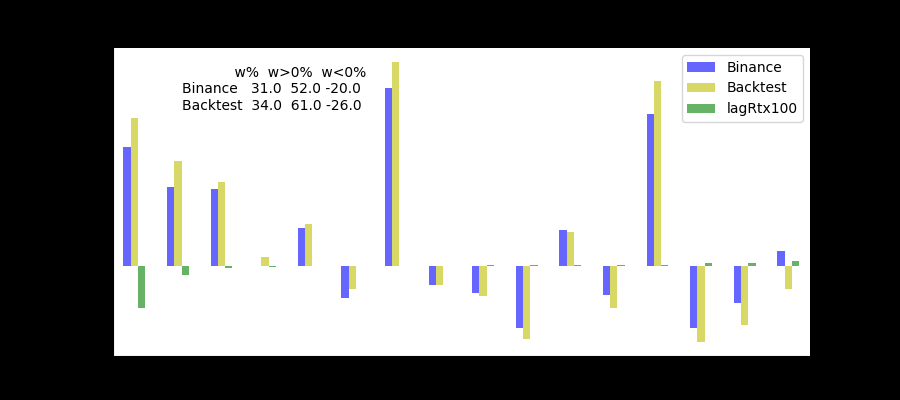 w% w>0% w<0%
Binance 31.0 52.0 -20.0
Backtest 34.0 61.0 -26.0
Binance
Backtest
lagRtx100